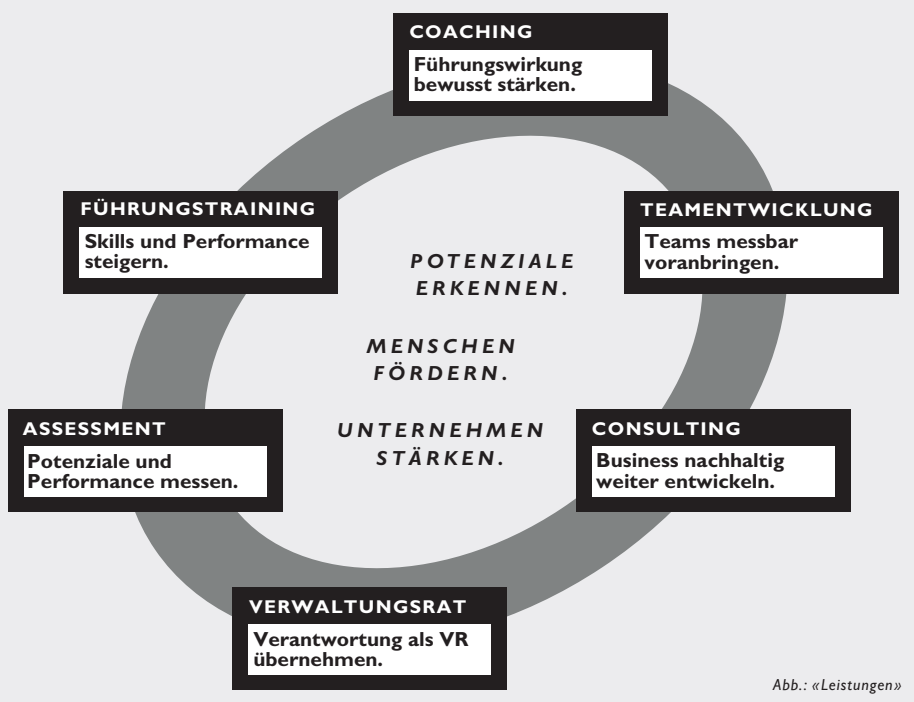 COACHING
Führungswirkung
bewusst stärken.
FÜHRUNGSTRAINING
Skills und Performance
steigern.
TEAMENTWICKLUNG
Teams messbar
voranbringen.
POTENZIALE
ERKENNEN.
MENSCHEN
FÖRDERN.
UNTERNEHMEN
STÄRKEN.
ASSESSMENT
Potenziale und
Performance messen.
CONSULTING
Business nachhaltig
weiter entwickeln.
VERWALTUNGSRAT
Verantwortung als VR
übernehmen.
Abb.: «Leistungen»